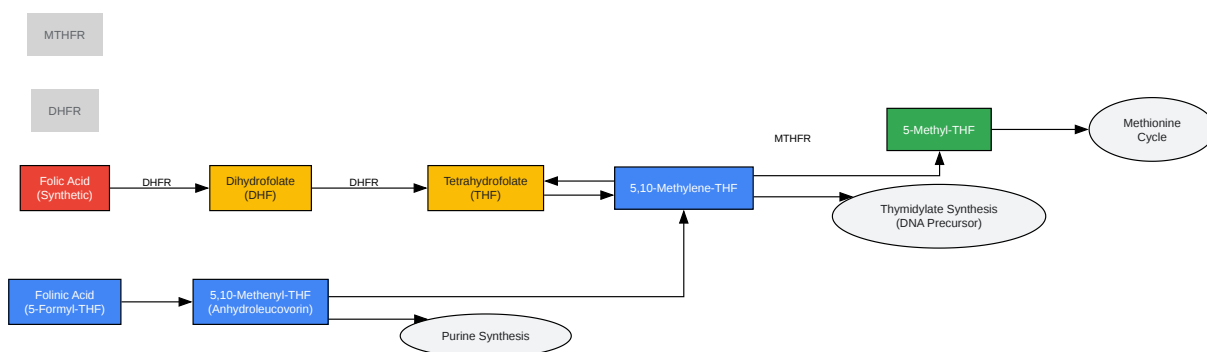 MTHFR
DHFR
Folic Acid
(Synthetic)
DHFR
Dihydrofolate
(DHF)
DHFR
Tetrahydrofolate
(THF)
5,10-Methylene-THF
MTHFR
5-Methyl-THF
Methionine
Cycle
Thymidylate Synthesis
(DNA Precursor)
Folinic Acid
(5-Formyl-THF)
5,10-Methenyl-THF
(Anhydroleucovorin)
Purine Synthesis